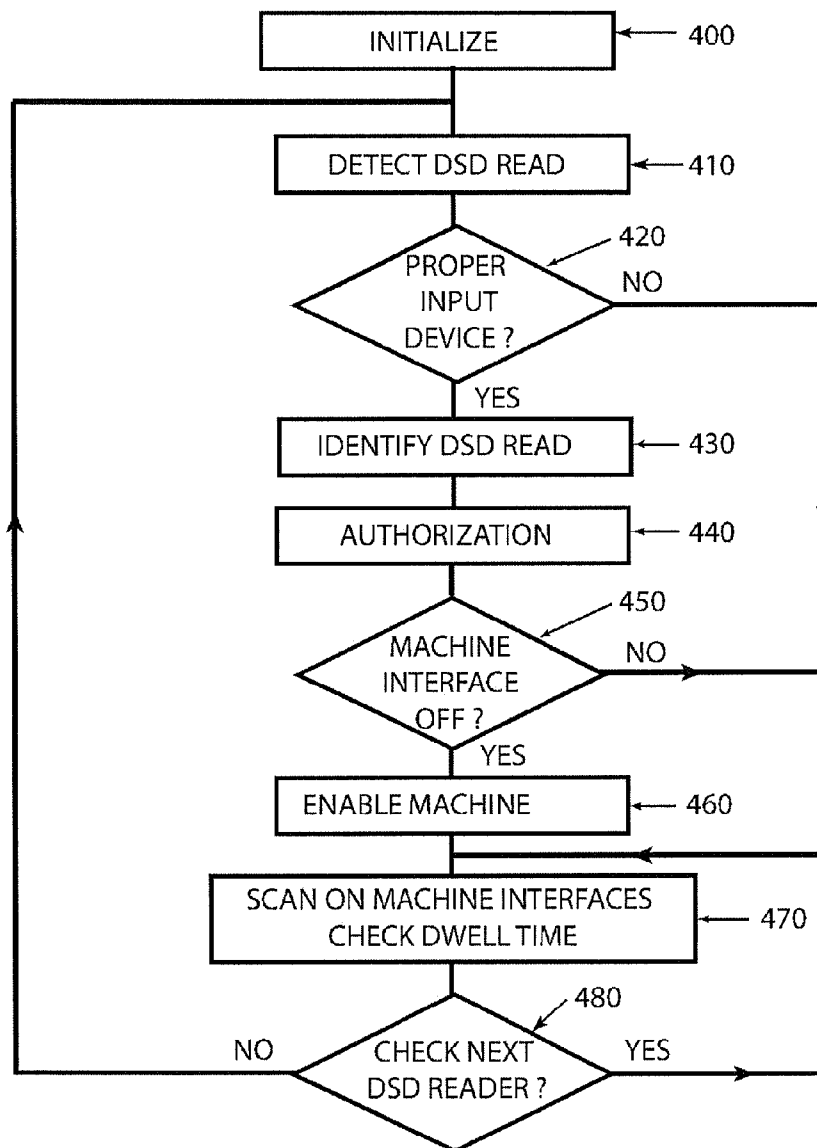 INITIALIZE
400
DETECT DSD READ
410
420
PROPER
INPUT
DEVICE ?
NO
YES
IDENTIFY DSD READ
430
AUTHORIZATION
440
450
MACHINE
INTERFACE
OFF ?
NO
YES
ENABLE MACHINE
460
SCAN ON MACHINE INTERFACES
CHECK DWELL TIME
470
480
NO
CHECK NEXT
DSD READER ?
YES